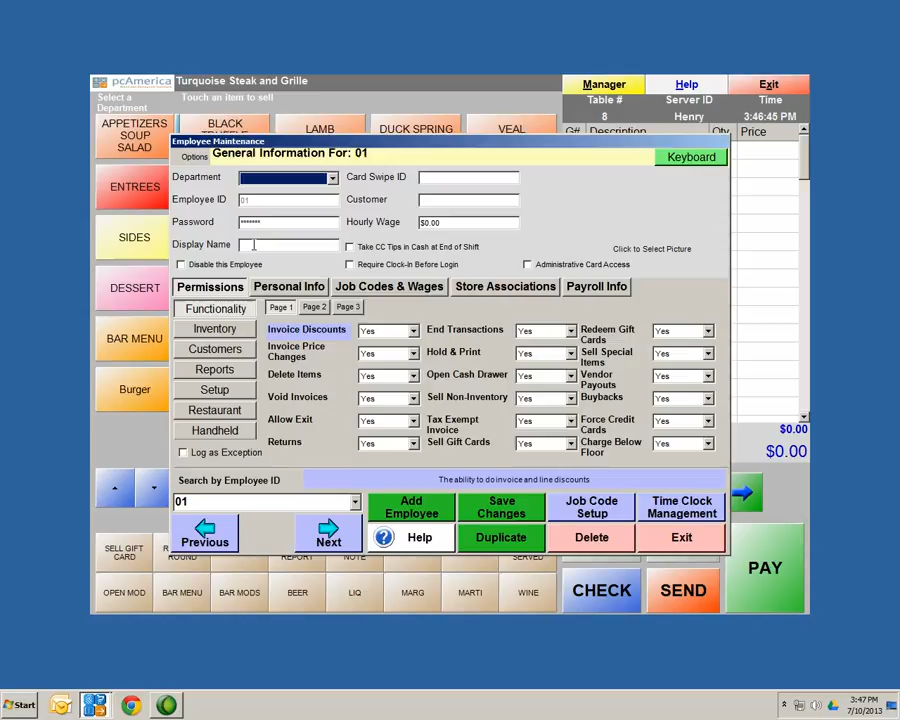 pcAmerica
Turquoise Steak and Grille
Manager
Help
Exit
Select a
Department
Touch an item to sell
Table #
Server ID
Time
8
Henry
3:46:45 PM
APPETIZERS
SOUP
SALAD
BLACK
LAMB
DUCK SPRING
VEAL
G#
Description
Qty
Price
Employee Maintenance
Options
General Information For: 01
Keyboard
Department
Card Swipe ID
Employee ID
01
Customer
Password
*******
Hourly Wage
$0.00
Display Name
Take CC Tips in Cash at End of Shift
Click to Select Picture
Disable this Employee
Require Clock-In Before Login
Administrative Card Access
ENTREES
SIDES
DESSERT
BAR MENU
Burger
Permissions
Personal Info
Job Codes & Wages
Store Associations
Payroll Info
Functionality
Page 1
Page 2
Page 3
Inventory
Customers
Reports
Setup
Restaurant
Handheld
Log as Exception
Invoice Discounts
Yes
End Transactions
Yes
Redeem Gift
Cards
Yes
Invoice Price
Changes
Yes
Hold & Print
Yes
Sell Special
Items
Yes
Delete Items
Yes
Open Cash Drawer
Yes
Vendor
Payouts
Yes
Void Invoices
Yes
Sell Non-Inventory
Yes
Buybacks
Yes
Allow Exit
Yes
Tax Exempt
Invoice
Yes
Force Credit
Cards
Yes
Returns
Yes
Sell Gift Cards
Yes
Charge Below
Floor
Yes
$0.00
$0.00
Search by Employee ID
The ability to do invoice and line discounts
01
Add
Employee
Save
Changes
Job Code
Setup
Time Clock
Management
Previous
Next
Help
Duplicate
Delete
Exit
SELL GIFT
CARD
ROUND
REPORT
NOTES
SERVED
OPEN MOD
BAR MENU
BAR MODS
BEER
LIQ
MARG
MARTI
WINE
CHECK
SEND
PAY
Start
3:47 PM
7/10/2013